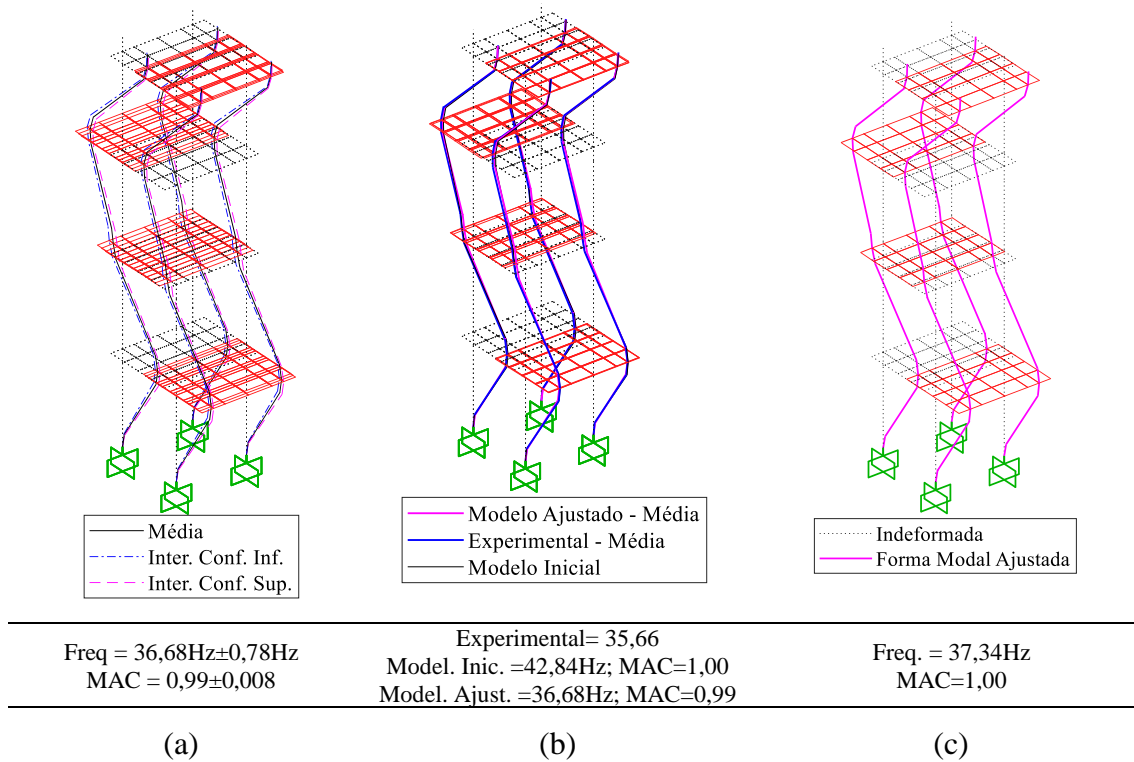 Média
Inter. Conf. Inf.
Inter. Conf. Sup.
Modelo Ajustado - Média
Experimental - Média
Modelo Inicial
Indeformada
Forma Modal Ajustada
Freq = 36,68Hz±0,78Hz
MAC = 0,99±0,008
Experimental= 35,66
Model. Inic. =42,84Hz; MAC=1,00
Model. Ajust. =36,68Hz; MAC=0,99
Freq. = 37,34Hz
MAC=1,00
(a)
(b)
(c)